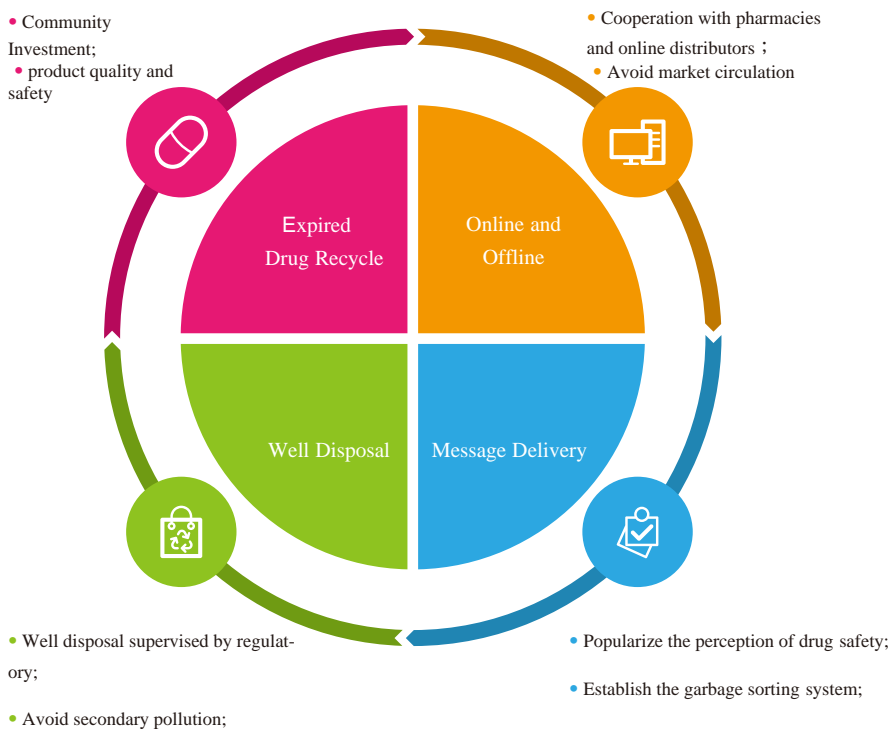 • Community
Investment;
• product quality and
safety
• Cooperation with pharmacies
and online distributors；
• Avoid market circulation
Expired
Drug Recycle
Online and
Offline
Well Disposal
Message Delivery
• Well disposal supervised by regulat-
ory;
• Avoid secondary pollution;
• Popularize the perception of drug safety;
• Establish the garbage sorting system;